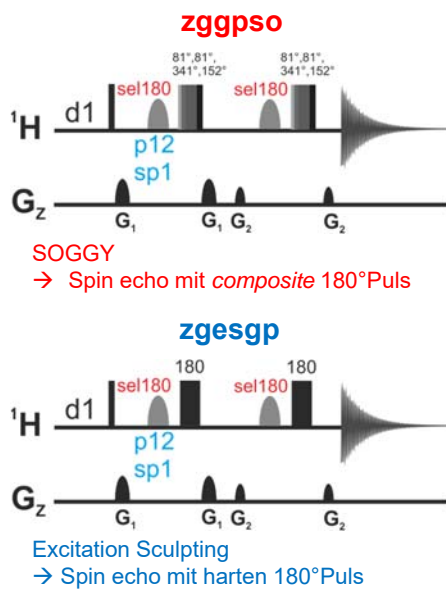 zggpso
81°,81°, 81°,81°,
sel180 341°,152° sel180 341°,152°
¹H d1
p12
sp1
Gz G₁ G₁ G₂ G₂
SOGGY
→ Spin echo mit composite 180°Puls
zgesgp
180 180
sel180 sel180
¹H d1
p12
sp1
Gz G₁ G₁ G₂ G₂
Excitation Sculpting
→ Spin echo mit harten 180°Puls